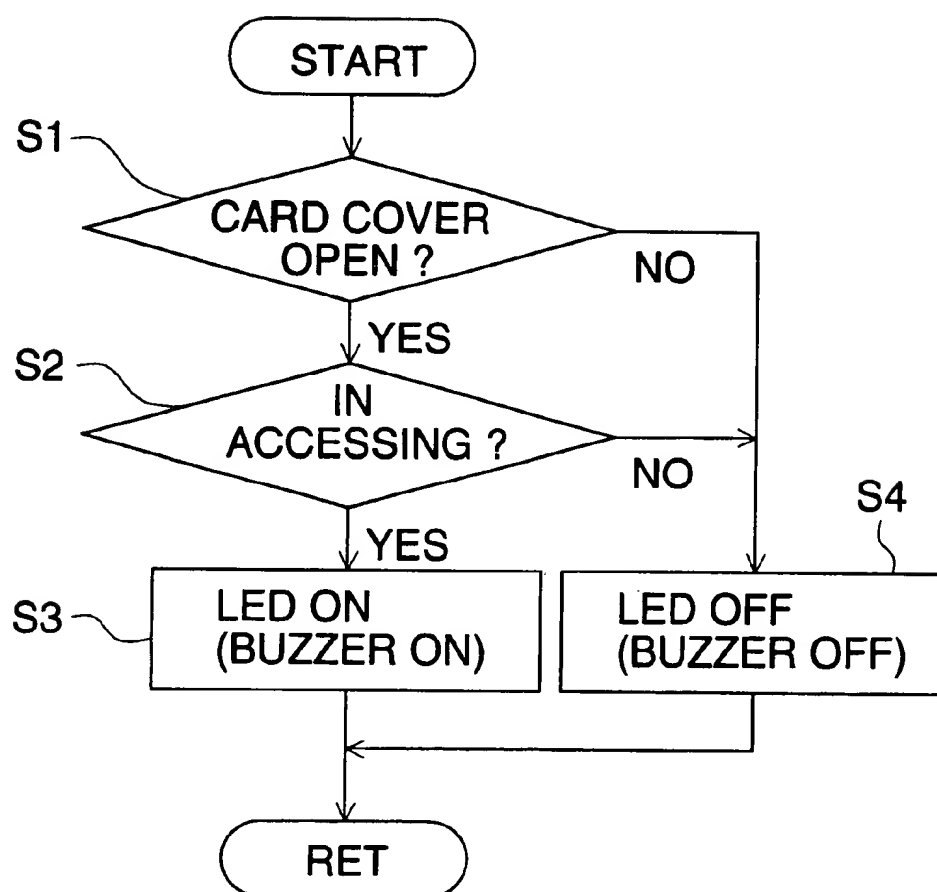 START
S1
CARD COVER
OPEN ?
NO
YES
S2
IN
ACCESSING ?
NO
YES
S4
S3
LED ON
(BUZZER ON)
LED OFF
(BUZZER OFF)
RET